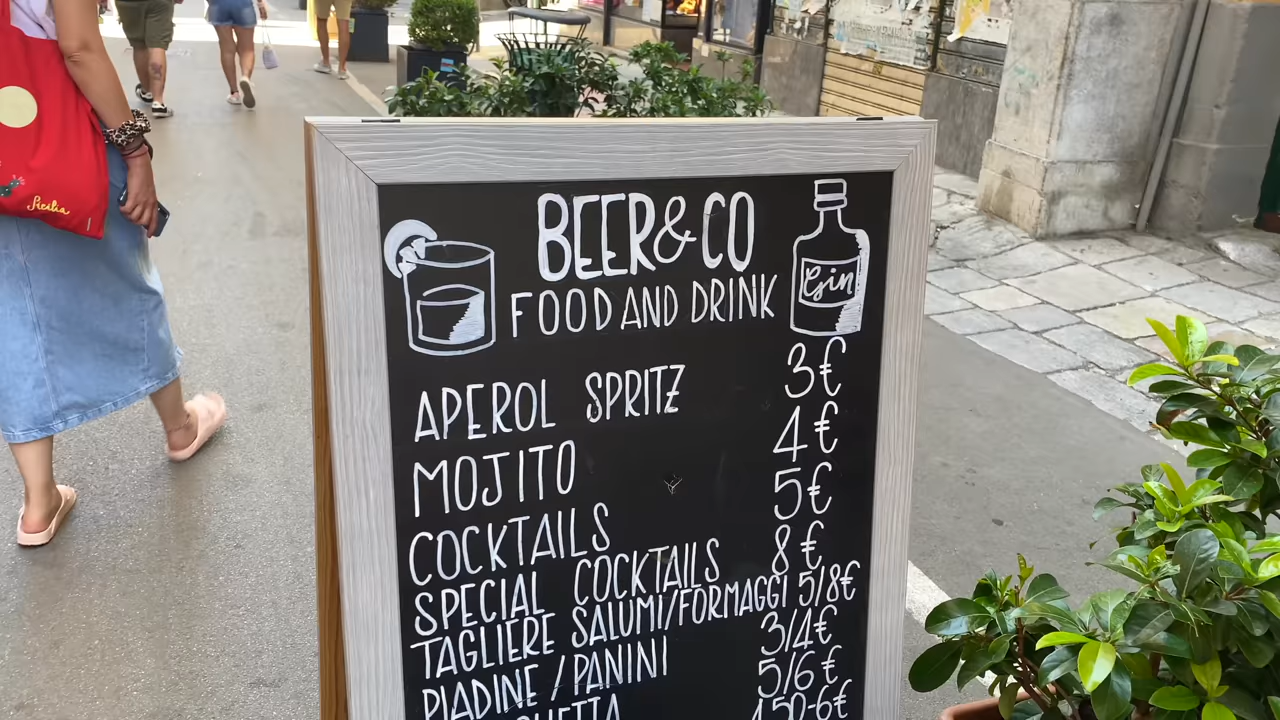 BEER&CO
FOOD AND DRINK
Gin
APEROL SPRITZ 3€
MOJITO 4€
COCKTAILS 5€
SPECIAL COCKTAILS 8€
TAGLIERE SALUMI/FORMAGGI 5/8€
PIADINE / PANINI 3/4€
5/6€
Sicilia